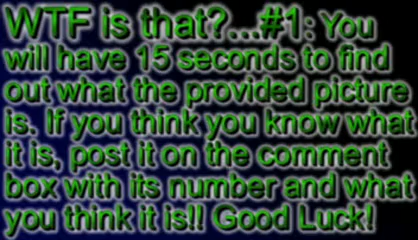 WTF is that?...#1: You
will have 15 seconds to find
out what the provided picture
is. If you think you know what
it is, post it on the comment
box with its number and what
you think it is!! Good Luck!